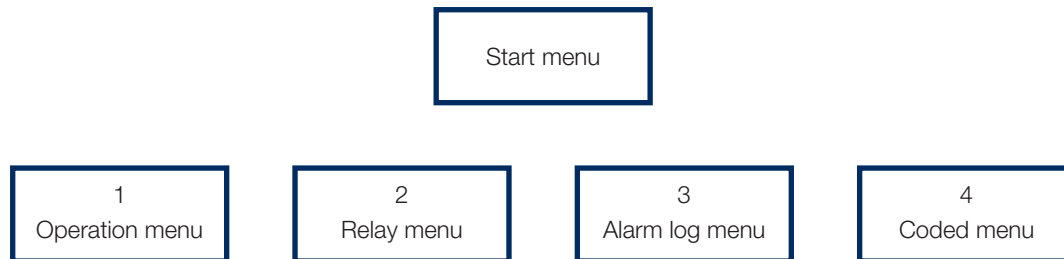 Start menu
1
Operation menu
2
Relay menu
3
Alarm log menu
4
Coded menu